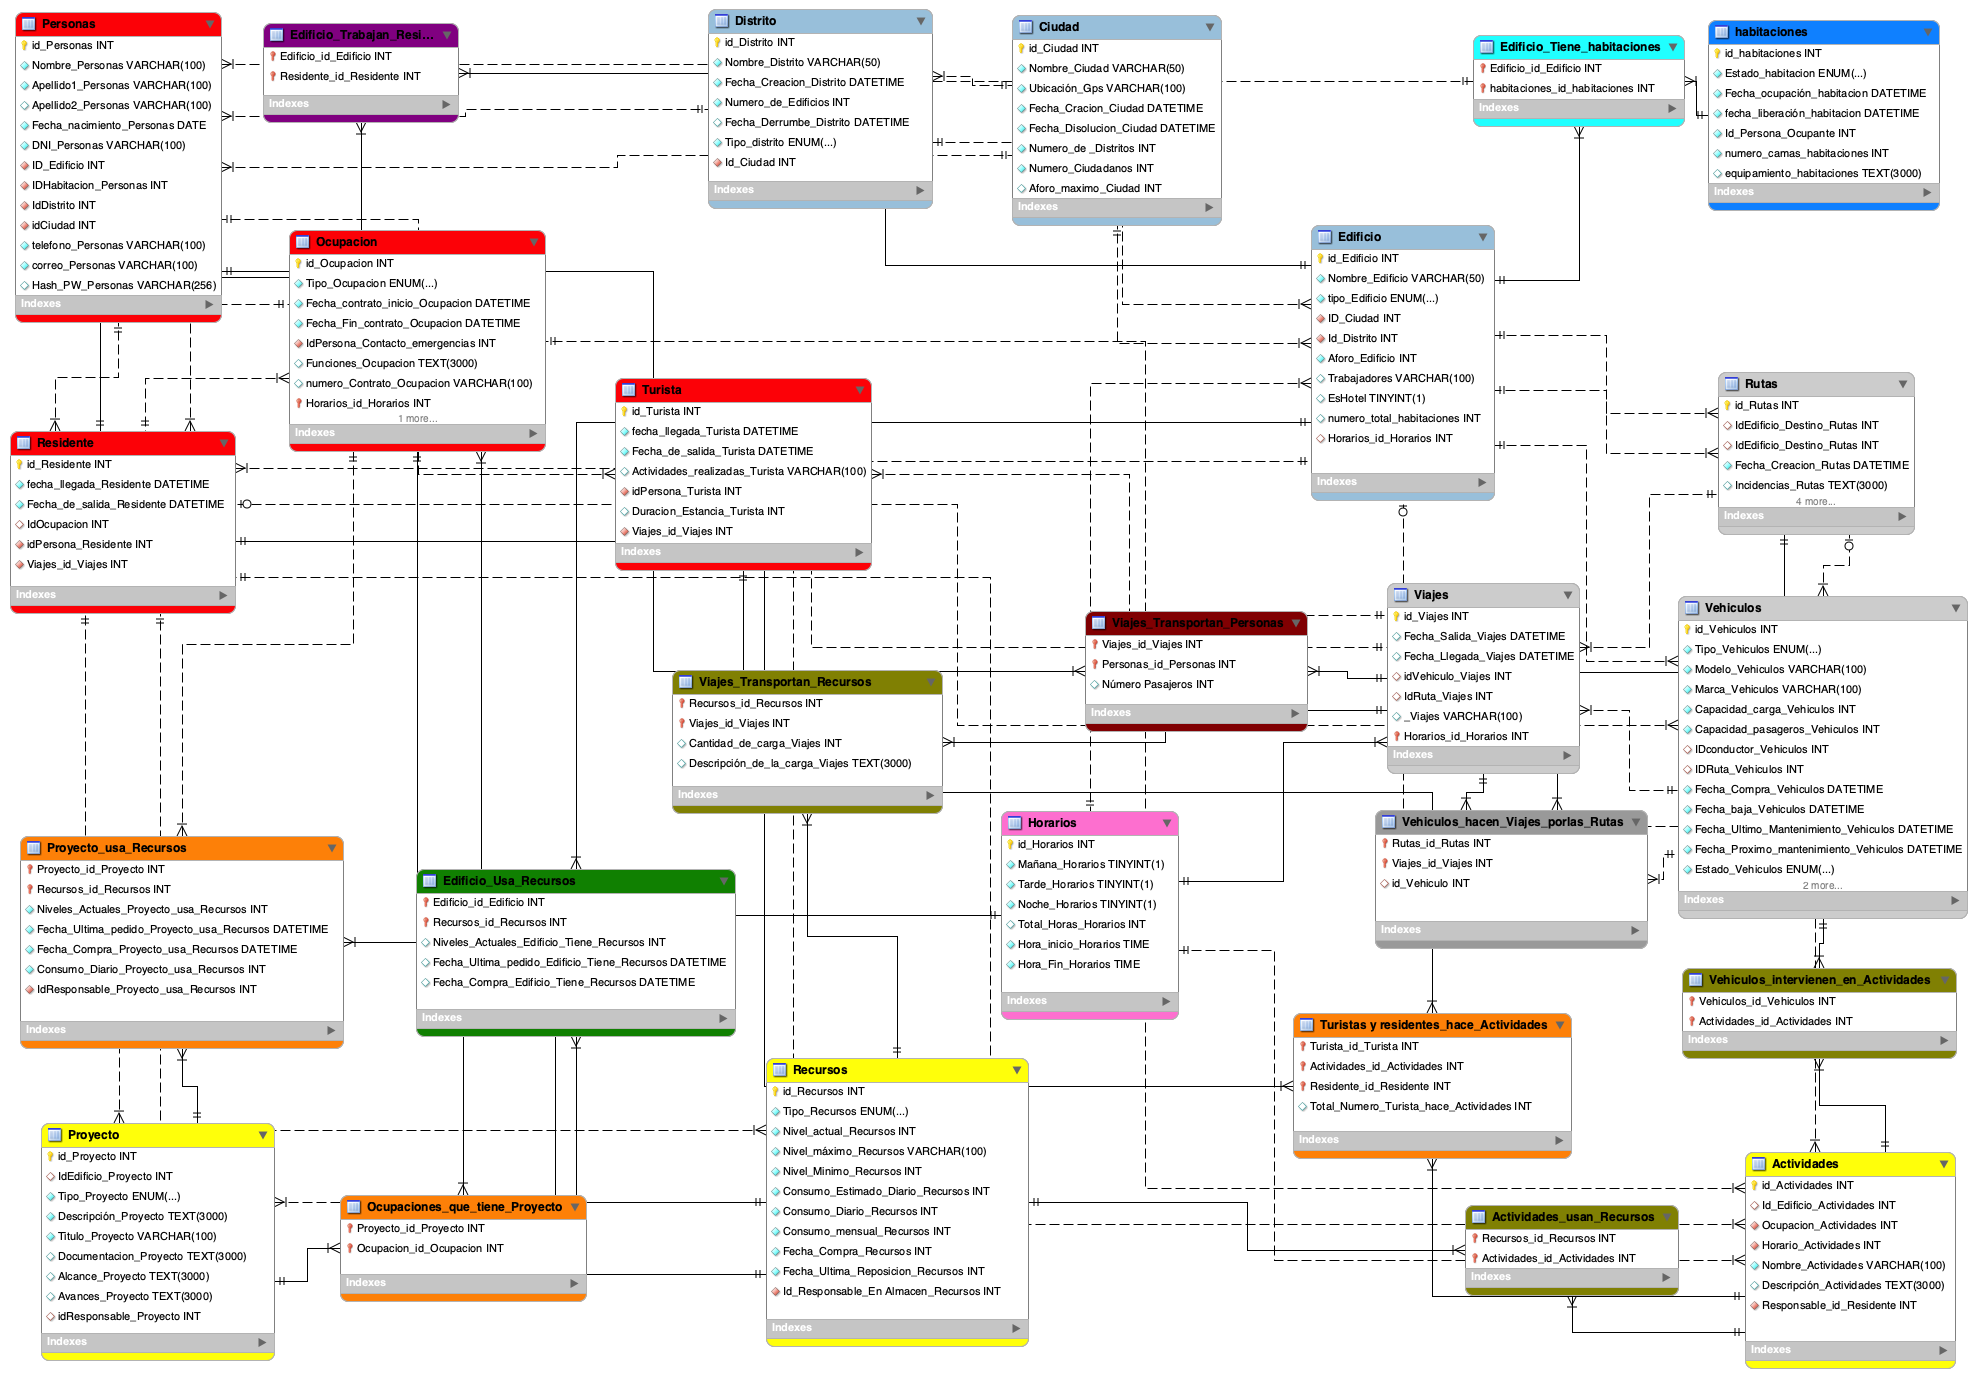 Personas
id_Personas INT
Nombre_Personas VARCHAR(100)
Apellido1_Personas VARCHAR(100)
Apellido2_Personas VARCHAR(100)
Fecha_nacimiento_Personas DATE
DNI_Personas VARCHAR(100)
ID_Edificio INT
IDHabitacion_Personas INT
IdDistrito INT
idCiudad INT
telefono_Personas VARCHAR(100)
correo_Personas VARCHAR(100)
Hash_PW_Personas VARCHAR(256)
Indexes
Edificio_Trabajan_Resi...
Edificio_id_Edificio INT
Residente_id_Residente INT
Indexes
Distrito
id_Distrito INT
Nombre_Distrito VARCHAR(50)
Fecha_Creacion_Distrito DATETIME
Numero_de_Edificios INT
Fecha_Derrumbe_Distrito DATETIME
Tipo_distrito ENUM(...)
Id_Ciudad INT
Indexes
Ciudad
id_Ciudad INT
Nombre_Ciudad VARCHAR(50)
Ubicación_Gps VARCHAR(100)
Fecha_Cracion_Ciudad DATETIME
Fecha_Disolucion_Ciudad DATETIME
Numero_de _Distritos INT
Numero_Ciudadanos INT
Aforo_maximo_Ciudad INT
Indexes
Edificio_Tiene_habitaciones
Edificio_id_Edificio INT
habitaciones_id_habitaciones INT
Indexes
habitaciones
id_habitaciones INT
Estado_habitacion ENUM(...)
Fecha_ocupación_habitacion DATETIME
fecha_liberación_habitacion DATETIME
Id_Persona_Ocupante INT
numero_camas_habitaciones INT
equipamiento_habitaciones TEXT(3000)
Indexes
Ocupacion
id_Ocupacion INT
Tipo_Ocupacion ENUM(...)
Fecha_contrato_inicio_Ocupacion DATETIME
Fecha_Fin_contrato_Ocupacion DATETIME
IdPersona_Contacto_emergencias INT
Funciones_Ocupacion TEXT(3000)
numero_Contrato_Ocupacion VARCHAR(100)
Horarios_id_Horarios INT
1 more...
Indexes
Edificio
id_Edificio INT
Nombre_Edificio VARCHAR(50)
tipo_Edificio ENUM(...)
ID_Ciudad INT
Id_Distrito INT
Aforo_Edificio INT
Trabajadores VARCHAR(100)
EsHotel TINYINT(1)
numero_total_habitaciones INT
Horarios_id_Horarios INT
Indexes
Turista
id_Turista INT
fecha_llegada_Turista DATETIME
Fecha_de_salida_Turista DATETIME
Actividades_realizadas_Turista VARCHAR(100)
idPersona_Turista INT
Duracion_Estancia_Turista INT
Viajes_id_Viajes INT
Indexes
Rutas
id_Rutas INT
IdEdificio_Destino_Rutas INT
IdEdificio_Destino_Rutas INT
Fecha_Creacion_Rutas DATETIME
Incidencias_Rutas TEXT(3000)
4 more...
Indexes
Residente
id_Residente INT
fecha_llegada_Residente DATETIME
Fecha_de_salida_Residente DATETIME
IdOcupacion INT
idPersona_Residente INT
Viajes_id_Viajes INT
Indexes
Viajes
id_Viajes INT
Fecha_Salida_Viajes DATETIME
Fecha_Llegada_Viajes DATETIME
idVehiculo_Viajes INT
IdRuta_Viajes INT
_Viajes VARCHAR(100)
Horarios_id_Horarios INT
Indexes
Vehiculos
id_Vehiculos INT
Tipo_Vehiculos ENUM(...)
Modelo_Vehiculos VARCHAR(100)
Marca_Vehiculos VARCHAR(100)
Capacidad_carga_Vehiculos INT
Capacidad_pasageros_Vehiculos INT
IDconductor_Vehiculos INT
IDRuta_Vehiculos INT
Fecha_Compra_Vehiculos DATETIME
Fecha_baja_Vehiculos DATETIME
Fecha_Ultimo_Mantenimiento_Vehiculos DATETIME
Fecha_Proximo_mantenimiento_Vehiculos DATETIME
Estado_Vehiculos ENUM(...)
2 more...
Indexes
Viajes_Transportan_Personas
Viajes_id_Viajes INT
Personas_id_Personas INT
Número Pasajeros INT
Indexes
Viajes_Transportan_Recursos
Recursos_id_Recursos INT
Viajes_id_Viajes INT
Cantidad_de_carga_Viajes INT
Descripción_de_la_carga_Viajes TEXT(3000)
Indexes
Horarios
id_Horarios INT
Mañana_Horarios TINYINT(1)
Tarde_Horarios TINYINT(1)
Noche_Horarios TINYINT(1)
Total_Horas_Horarios INT
Hora_inicio_Horarios TIME
Hora_Fin_Horarios TIME
Indexes
Vehiculos_hacen_Viajes_porlas_Rutas
Rutas_id_Rutas INT
Viajes_id_Viajes INT
id_Vehiculo INT
Indexes
Proyecto_usa_Recursos
Proyecto_id_Proyecto INT
Recursos_id_Recursos INT
Niveles_Actuales_Proyecto_usa_Recursos INT
Fecha_Ultima_pedido_Proyecto_usa_Recursos DATETIME
Fecha_Compra_Proyecto_usa_Recursos DATETIME
Consumo_Diario_Proyecto_usa_Recursos INT
IdResponsable_Proyecto_usa_Recursos INT
Indexes
Edificio_Usa_Recursos
Edificio_id_Edificio INT
Recursos_id_Recursos INT
Niveles_Actuales_Edificio_Tiene_Recursos INT
Fecha_Ultima_pedido_Edificio_Tiene_Recursos DATETIME
Fecha_Compra_Edificio_Tiene_Recursos DATETIME
Indexes
Vehiculos_intervienen_en_Actividades
Vehiculos_id_Vehiculos INT
Actividades_id_Actividades INT
Indexes
Turistas y residentes_hace_Actividades
Turista_id_Turista INT
Actividades_id_Actividades INT
Residente_id_Residente INT
Total_Numero_Turista_hace_Actividades INT
Indexes
Recursos
id_Recursos INT
Tipo_Recursos ENUM(...)
Nivel_actual_Recursos INT
Nivel_máximo_Recursos VARCHAR(100)
Nivel_Minimo_Recursos INT
Consumo_Estimado_Diario_Recursos INT
Consumo_Diario_Recursos INT
Consumo_mensual_Recursos INT
Fecha_Compra_Recursos INT
Fecha_Ultima_Reposicion_Recursos INT
Id_Responsable_En Almacen_Recursos INT
Indexes
Proyecto
id_Proyecto INT
IdEdificio_Proyecto INT
Tipo_Proyecto ENUM(...)
Descripción_Proyecto TEXT(3000)
Titulo_Proyecto VARCHAR(100)
Documentacion_Proyecto TEXT(3000)
Alcance_Proyecto TEXT(3000)
Avances_Proyecto TEXT(3000)
idResponsable_Proyecto INT
Indexes
Ocupaciones_que_tiene_Proyecto
Proyecto_id_Proyecto INT
Ocupacion_id_Ocupacion INT
Indexes
Actividades_usan_Recursos
Recursos_id_Recursos INT
Actividades_id_Actividades INT
Indexes
Actividades
id_Actividades INT
Id_Edificio_Actividades INT
Ocupacion_Actividades INT
Horario_Actividades INT
Nombre_Actividades VARCHAR(100)
Descripción_Actividades TEXT(3000)
Responsable_id_Residente INT
Indexes